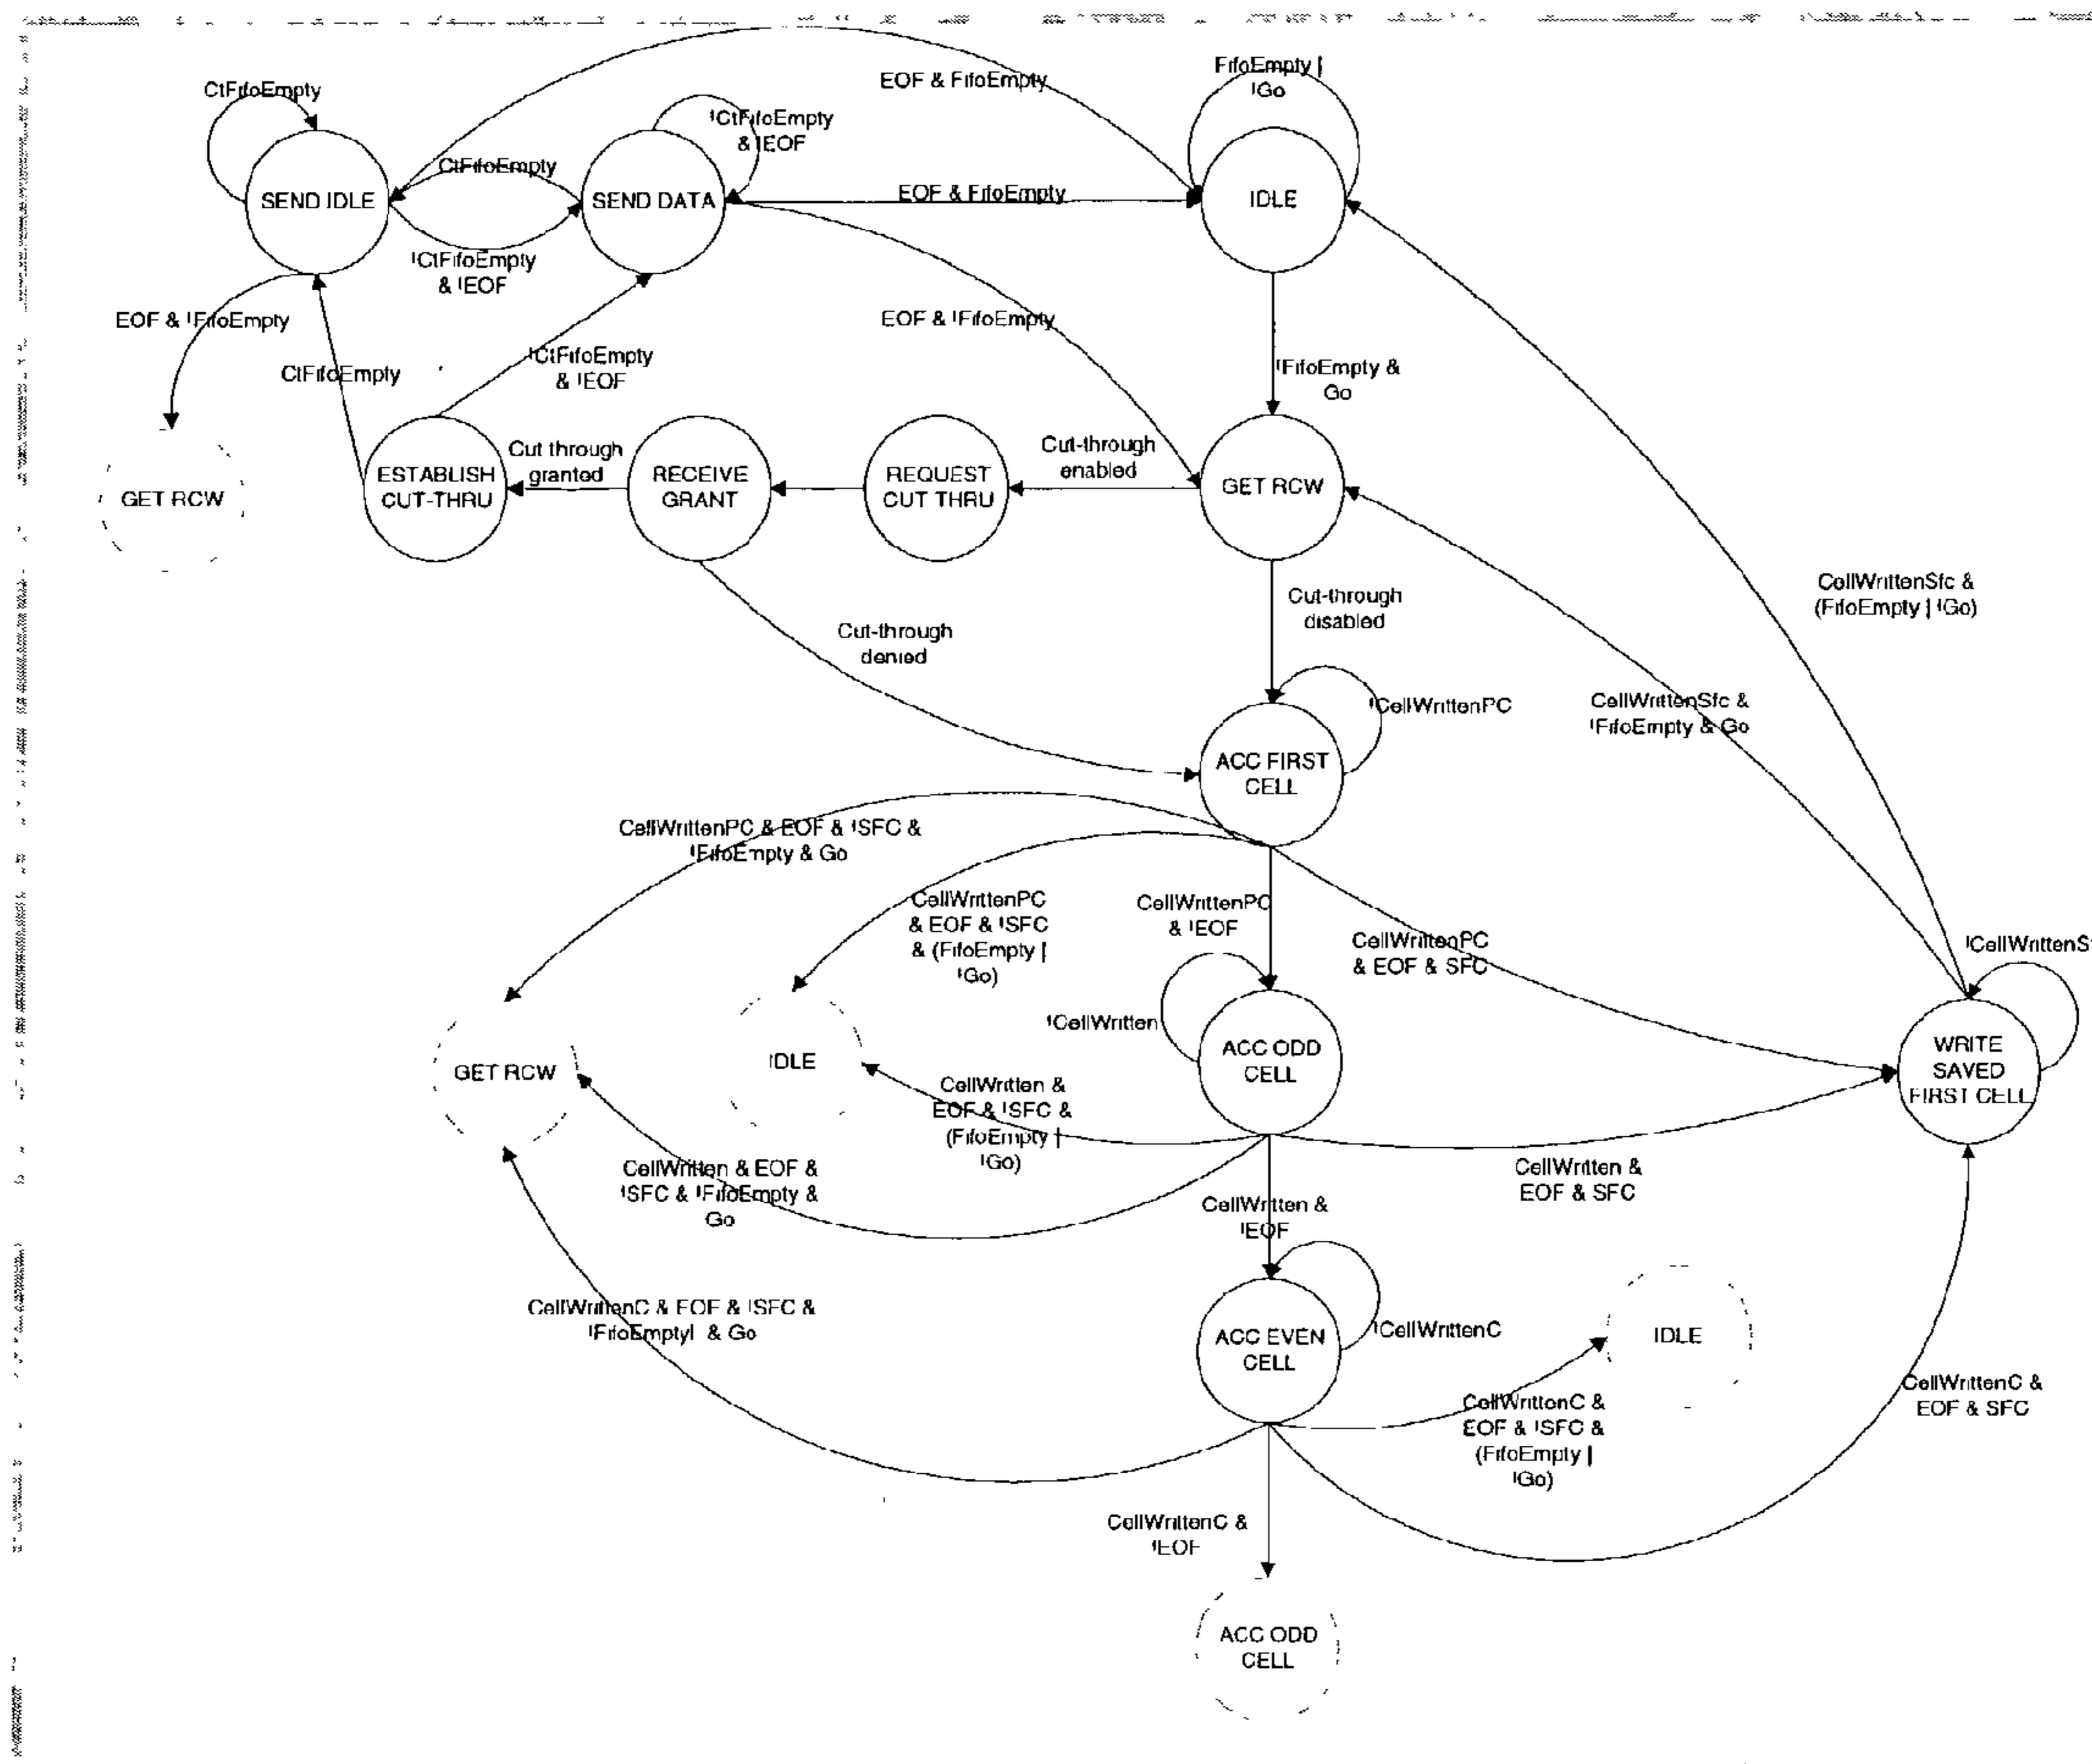 EOF & FifoEmpty
FifoEmpty |
!Go
CtFifoEmpty
!CtFifoEmpty
& !EOF
CtFifoEmpty
SEND IDLE
SEND DATA
EOF & FifoEmpty
IDLE
!CtFifoEmpty
& !EOF
EOF & !FifoEmpty
EOF & !FifoEmpty
CtFifoEmpty
!CtFifoEmpty
& !EOF
!FifoEmpty &
Go
GET RCW
ESTABLISH
CUT-THRU
Cut through
granted
RECEIVE
GRANT
REQUEST
CUT THRU
Cut-through
enabled
GET RCW
Cut-through
denied
Cut-through
disabled
CellWrittenSfc &
(FifoEmpty | !Go)
CellWrittenSfc &
!FifoEmpty & Go
!CellWrittenPC
ACC FIRST
CELL
CellWrittenPC & EOF & !SFC &
!FifoEmpty & Go
CellWrittenPC
& EOF & !SFC
& (FifoEmpty |
!Go)
CellWrittenPC
& !EOF
CellWrittenPC
& EOF & SFC
!CellWrittenS
!CellWritten
GET RCW
IDLE
ACC ODD
CELL
WRITE
SAVED
FIRST CELL
CellWritten &
EOF & !SFC &
(FifoEmpty |
!Go)
CellWritten & EOF &
!SFC & !FifoEmpty &
Go
CellWritten &
EOF & SFC
CellWritten &
!EOF
CellWrittenC & EOF & !SFC &
!FifoEmpty| & Go
ACC EVEN
CELL
!CellWrittenC
IDLE
CellWrittenC &
EOF & !SFC &
(FifoEmpty |
!Go)
CellWrittenC &
EOF & SFC
CellWrittenC &
!EOF
ACC ODD
CELL